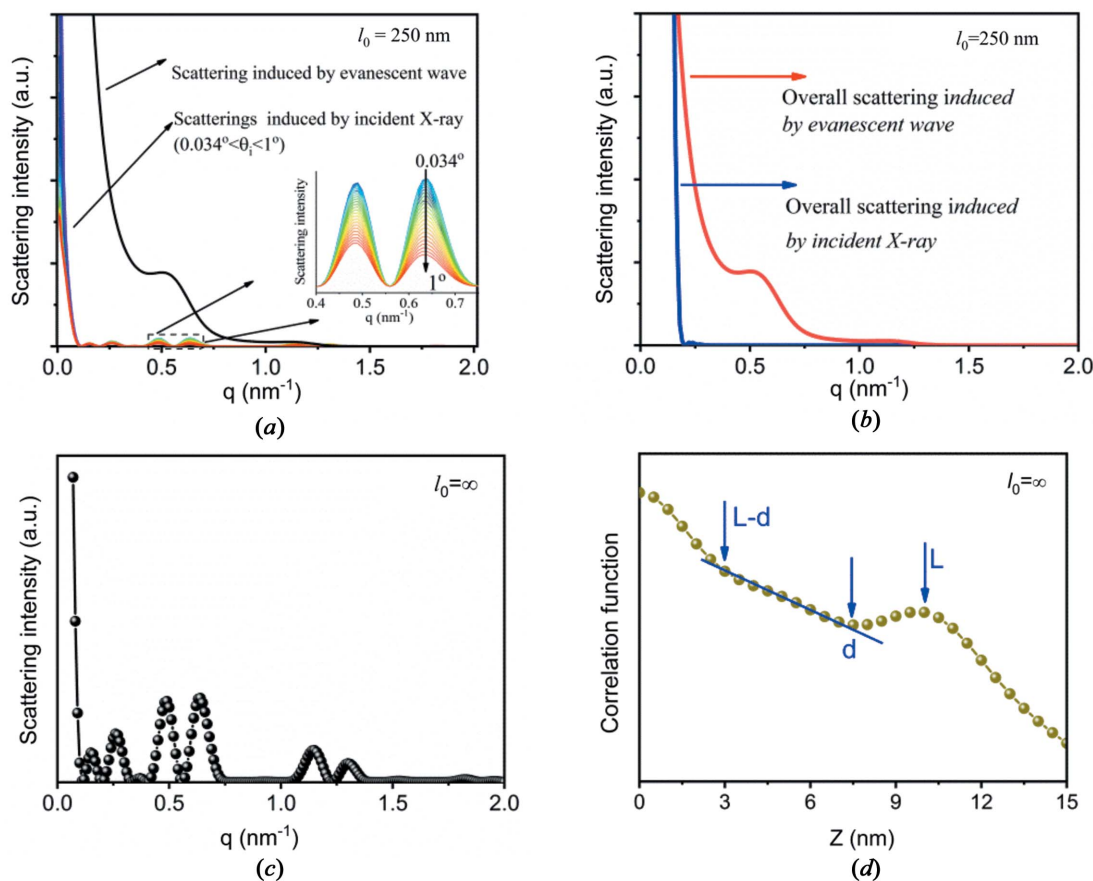 l₀ = 250 nm
Scattering induced by evanescent wave
Scatterings induced by incident X-ray
(0.034°<θᵢ<1°)
Scattering intensity (a.u.)
0.034°
1°
Scattering intensity
0.4 0.5 0.6 0.7
q (nm⁻¹)
0.0 0.5 1.0 1.5 2.0
q (nm⁻¹)
(a)
l₀=250 nm
Overall scattering induced
by evanescent wave
Overall scattering induced
by incident X-ray
Scattering intensity (a.u.)
0.0 0.5 1.0 1.5 2.0
q (nm⁻¹)
(b)
l₀=∞
Scattering intensity (a.u.)
0.0 0.5 1.0 1.5 2.0
q (nm⁻¹)
(c)
l₀=∞
L-d
L
d
Correlation function
0 3 6 9 12 15
Z (nm)
(d)